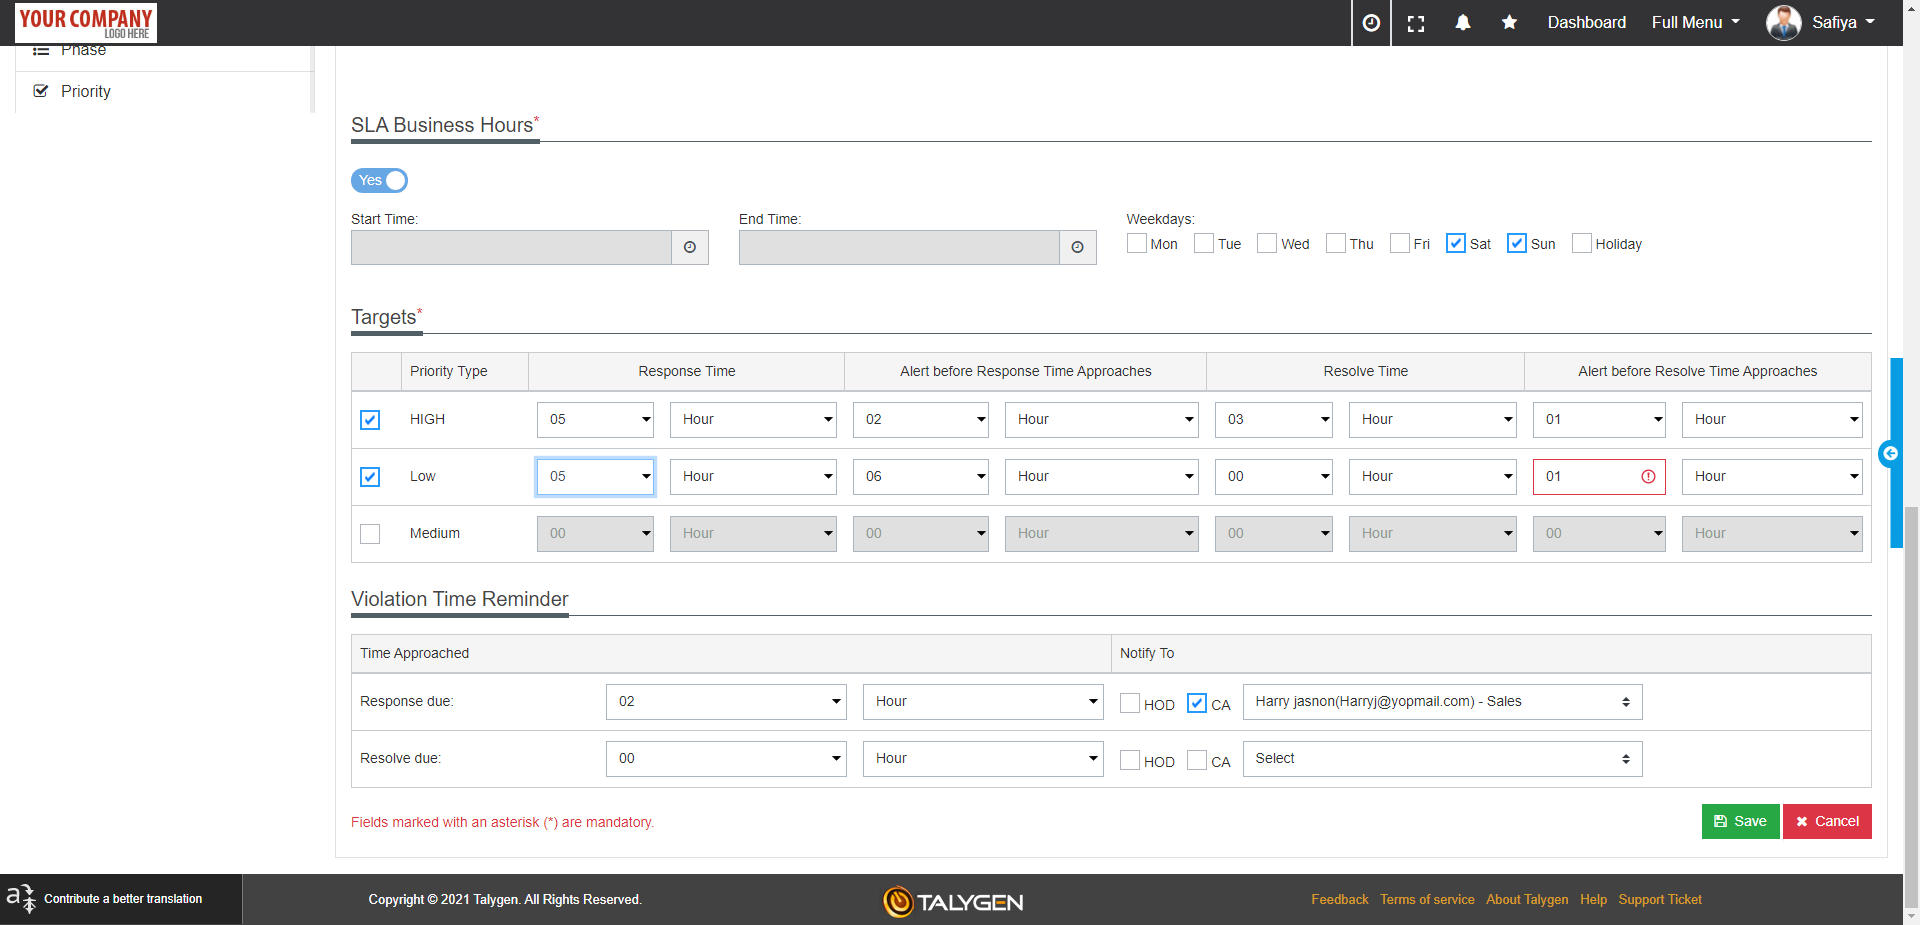 YOUR COMPANY
LOGO HERE
Dashboard
Full Menu
Safiya
Phase
Priority
SLA Business Hours*
Yes
Start Time:
End Time:
Weekdays:
Mon Tue Wed Thu Fri Sat Sun Holiday
Targets*
Priority Type Response Time Alert before Response Time Approaches Resolve Time Alert before Resolve Time Approaches
HIGH 05 Hour 02 Hour 03 Hour 01 Hour
Low 05 Hour 06 Hour 00 Hour 01 Hour
Medium 00 Hour 00 Hour 00 Hour 00 Hour
Violation Time Reminder
Time Approached Notify To
Response due: 02 Hour HOD CA Harry jasnon(Harryj@yopmail.com) - Sales
Resolve due: 00 Hour HOD CA Select
Fields marked with an asterisk (*) are mandatory.
Save Cancel
Contribute a better translation
Copyright © 2021 Talygen. All Rights Reserved.
TALYGEN
Feedback Terms of service About Talygen Help Support Ticket